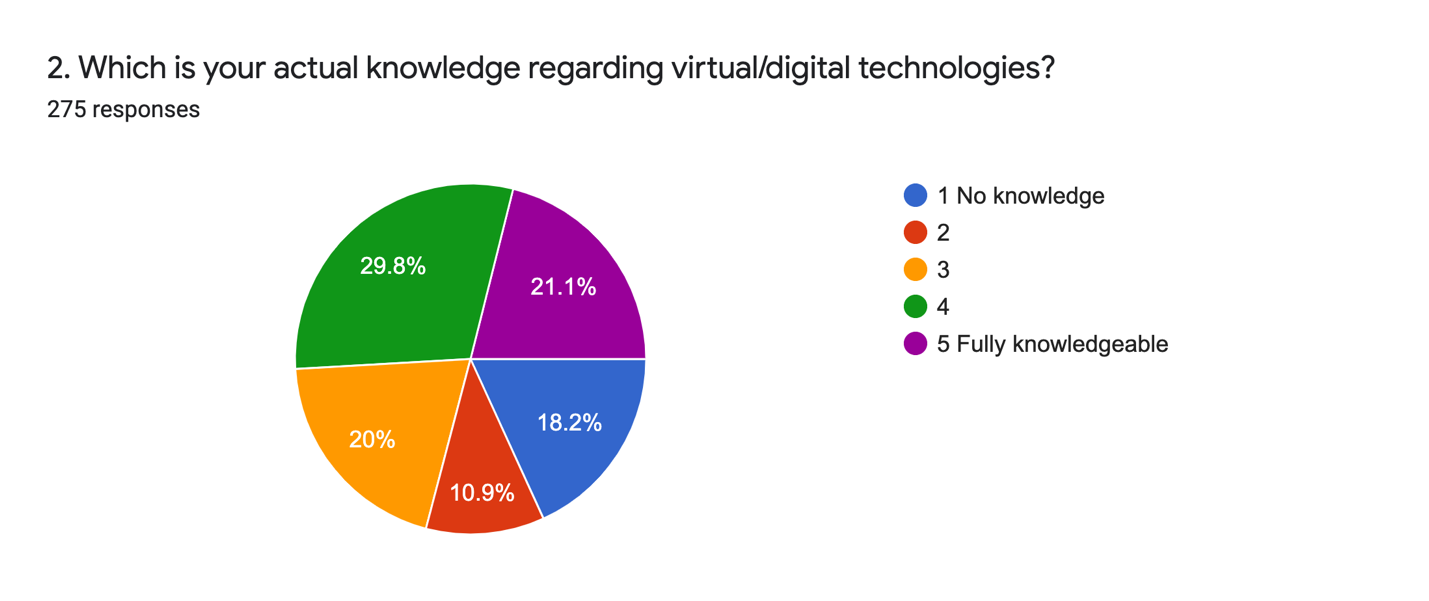 2. Which is your actual knowledge regarding virtual/digital technologies?
275 responses
29.8%
21.1%
18.2%
20%
10.9%
1 No knowledge
2
3
4
5 Fully knowledgeable